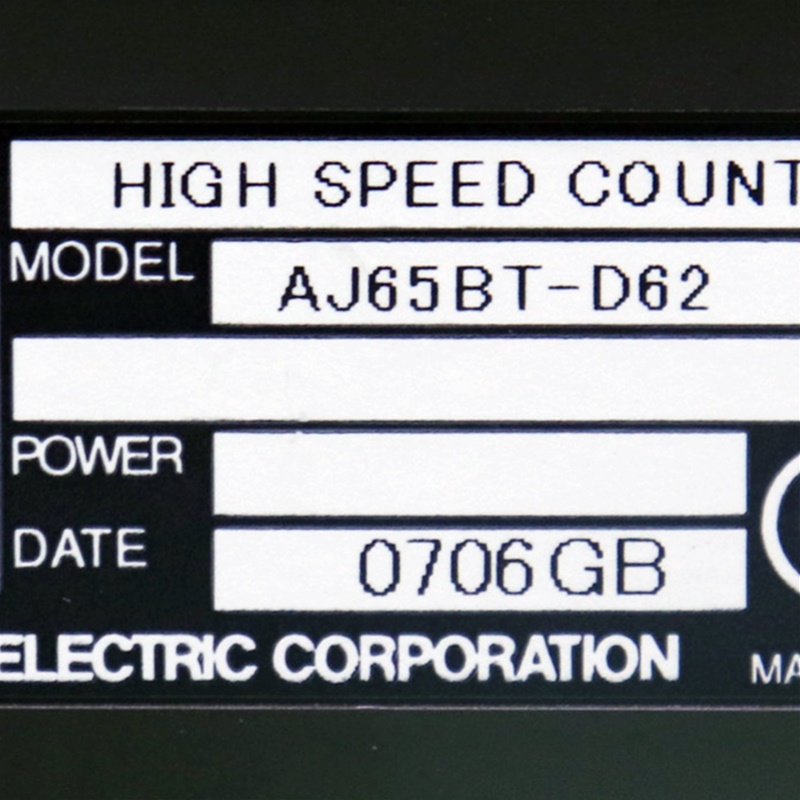 HIGH SPEED COUNT
MODEL AJ65BT-D62
POWER
DATE 0706GB
ELECTRIC CORPORATION
MA